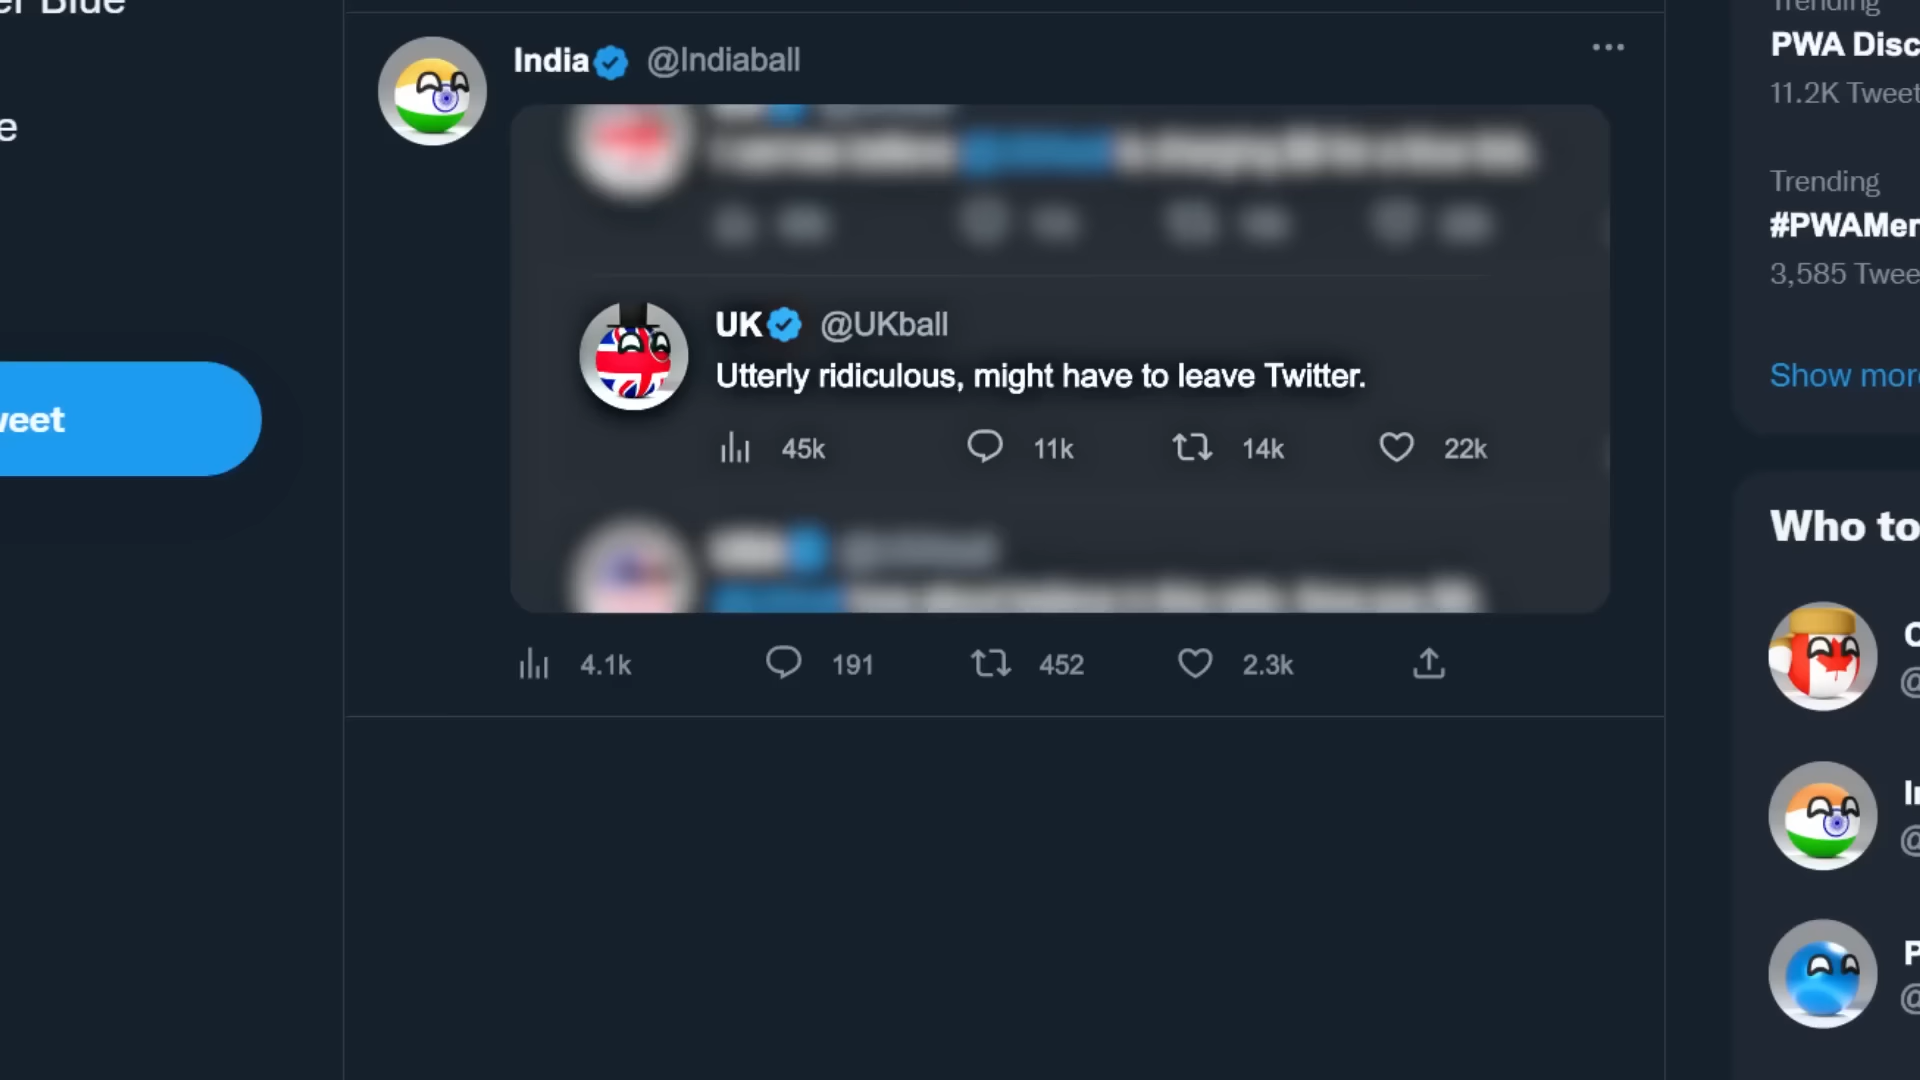 er Blue
e
weet
India @Indiaball
UK @UKball
Utterly ridiculous, might have to leave Twitter.
45k 11k 14k 22k
4.1k 191 452 2.3k
Trending
PWA Disc
11.2K Tweet
Trending
#PWAMer
3,585 Twee
Show more
Who to
C
@
In
@
P
@